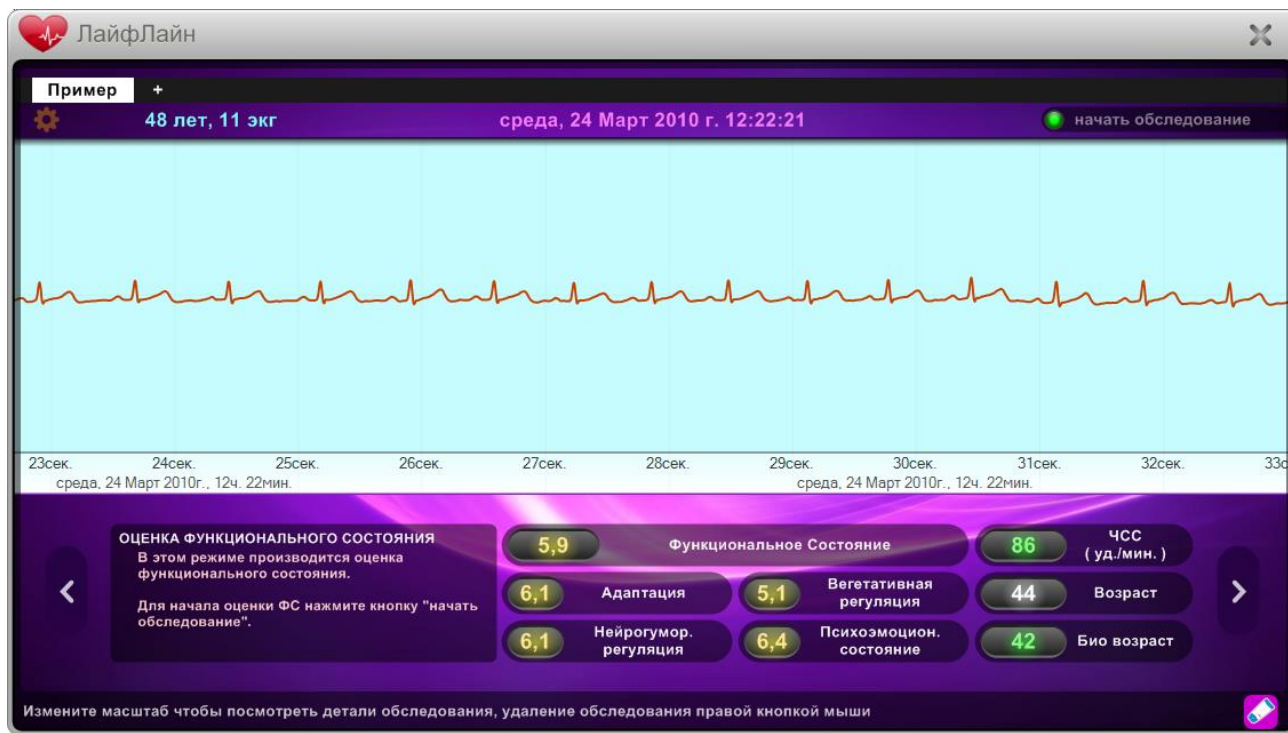 ЛайфЛайн
Пример +
48 лет, 11 экг
среда, 24 Март 2010 г. 12:22:21
начать обследование
23сек. 24сек. 25сек. 26сек. 27сек. 28сек. 29сек. 30сек. 31сек. 32сек. 33с
среда, 24 Март 2010г., 12ч. 22мин. среда, 24 Март 2010г., 12ч. 22мин.
ОЦЕНКА ФУНКЦИОНАЛЬНОГО СОСТОЯНИЯ
В этом режиме производится оценка
функционального состояния.
Для начала оценки ФС нажмите кнопку "начать
обследование".
5,9 Функциональное Состояние
86 ЧСС
( уд./мин. )
6,1 Адаптация
5,1 Вегетативная
регуляция
44 Возраст
6,1 Нейрогумор.
регуляция
6,4 Психоэмоцион.
состояние
42 Био возраст
Измените масштаб чтобы посмотреть детали обследования, удаление обследования правой кнопкой мыши